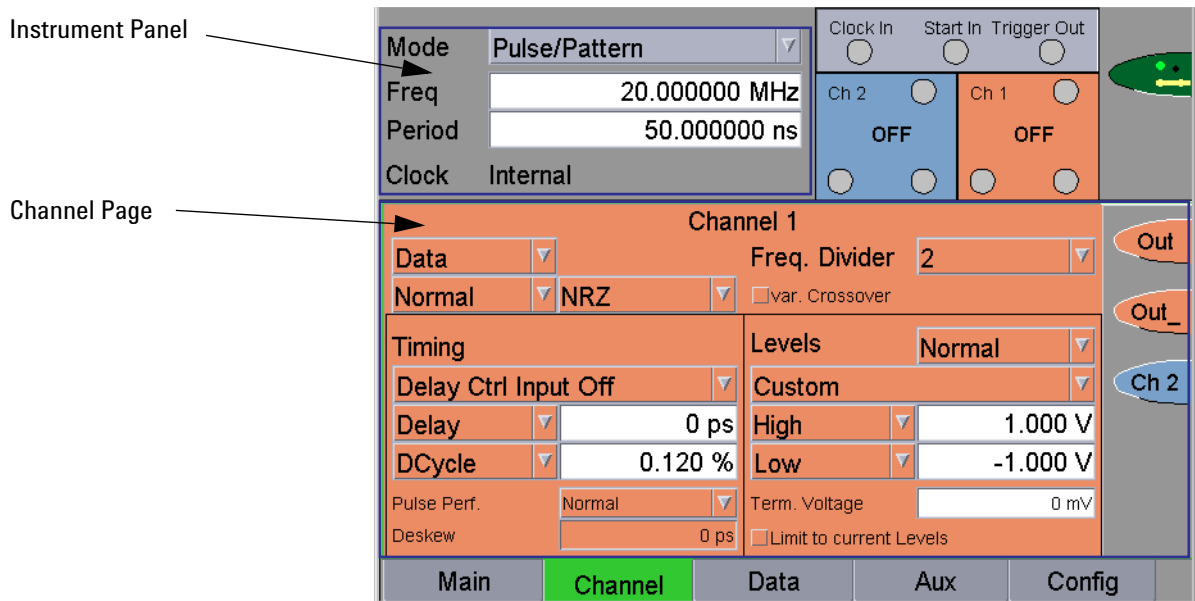 Instrument Panel
Mode Pulse/Pattern
Freq 20.000000 MHz
Period 50.000000 ns
Clock Internal
Clock In Start In Trigger Out
Ch 2 Ch 1
OFF OFF
Channel Page
Channel 1
Data Freq. Divider 2
Normal NRZ var. Crossover
Timing Levels Normal
Delay Ctrl Input Off Custom
Delay 0 ps High 1.000 V
DCycle 0.120 % Low -1.000 V
Pulse Perf. Normal Term. Voltage 0 mV
Deskew 0 ps Limit to current Levels
Out
Out_
Ch 2
Main Channel Data Aux Config